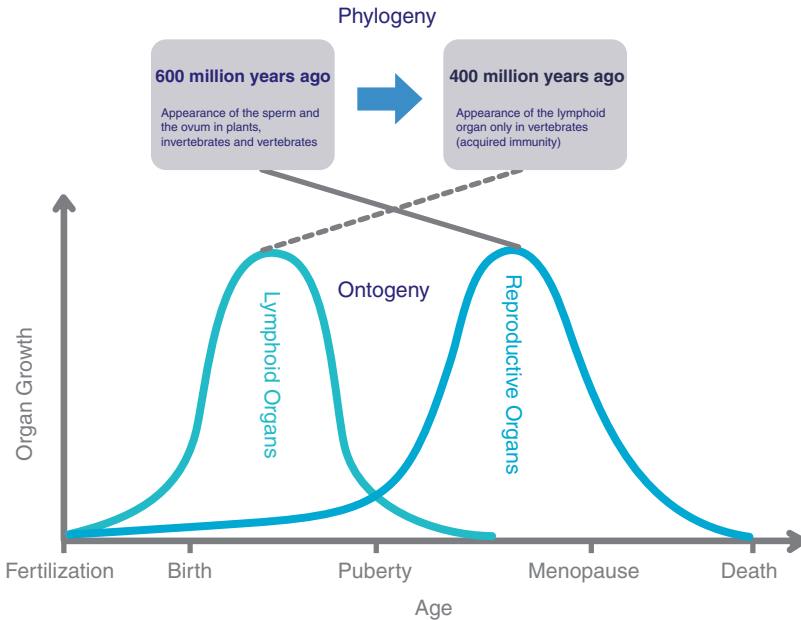 Phylogeny
600 million years ago
Appearance of the sperm and
the ovum in plants,
invertebrates and vertebrates
400 million years ago
Appearance of the lymphoid
organ only in vertebrates
(acquired immunity)
Ontogeny
Lymphoid Organs
Reproductive Organs
Organ Growth
Fertilization
Birth
Puberty
Menopause
Death
Age